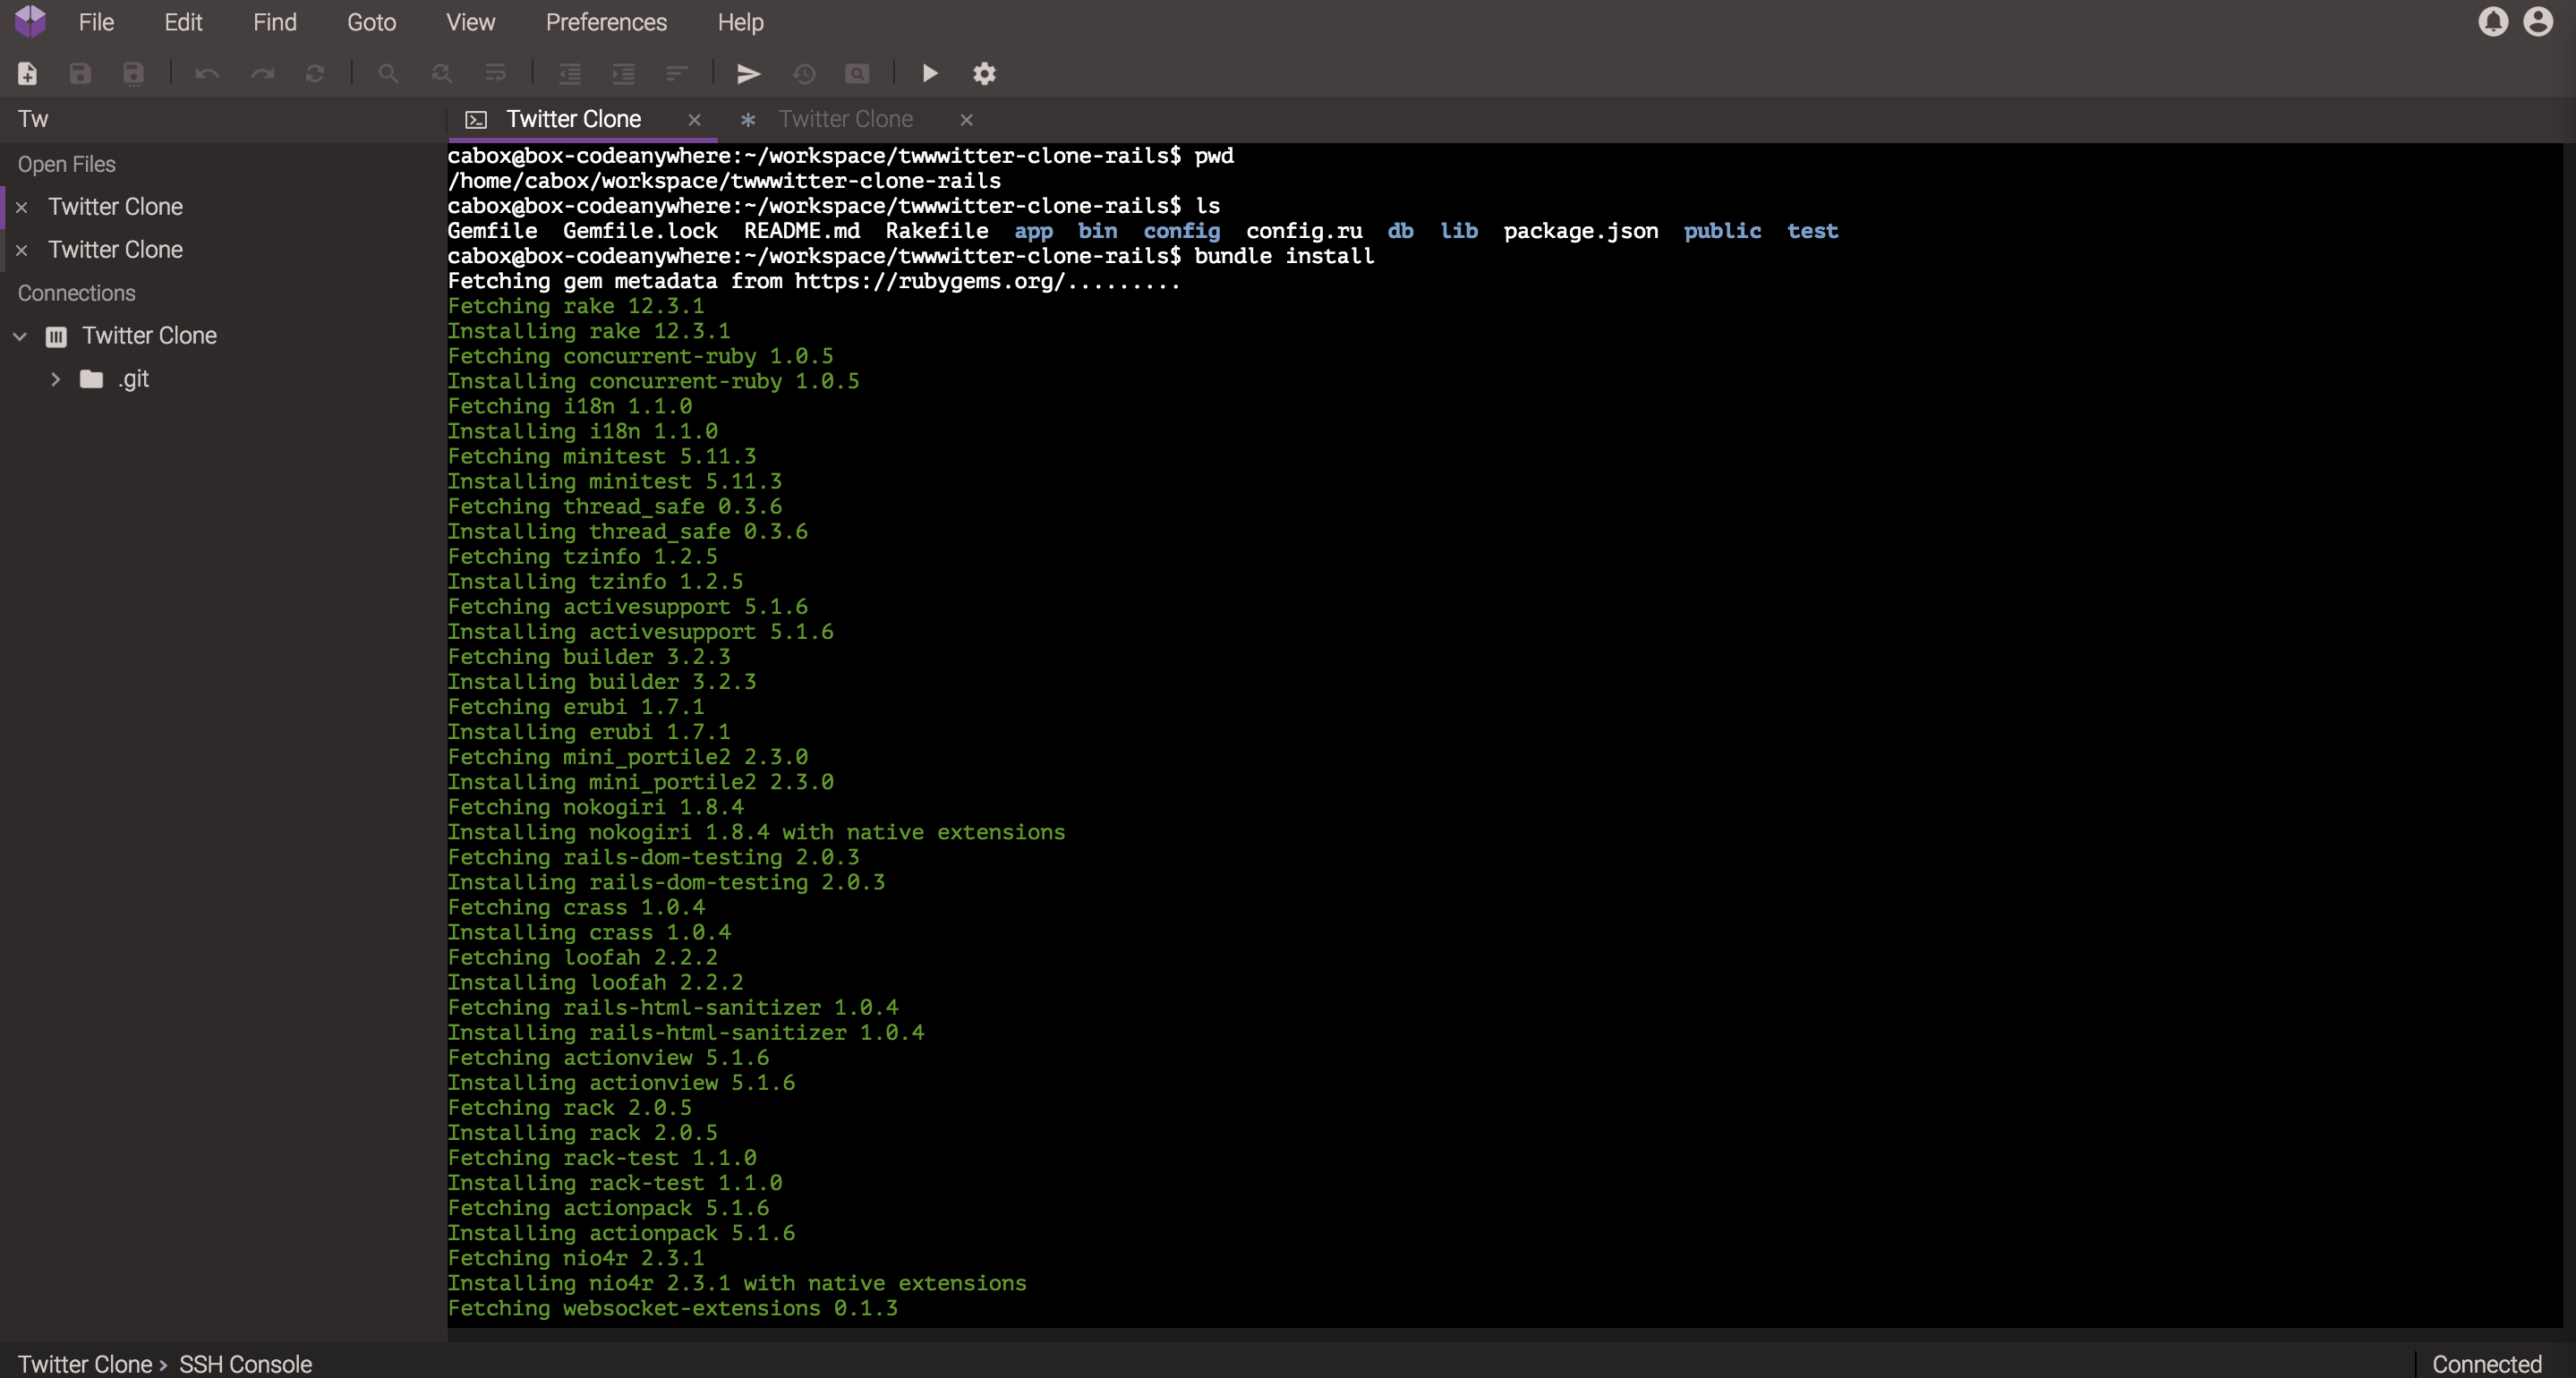 File Edit Find Goto View Preferences Help
Tw
Twitter Clone Twitter Clone
Open Files
Twitter Clone
Twitter Clone
Connections
Twitter Clone
.git
cabox@box-codeanywhere:~/workspace/twwwitter-clone-rails$ pwd
/home/cabox/workspace/twwwitter-clone-rails
cabox@box-codeanywhere:~/workspace/twwwitter-clone-rails$ ls
Gemfile Gemfile.lock README.md Rakefile app bin config config.ru db lib package.json public test
cabox@box-codeanywhere:~/workspace/twwwitter-clone-rails$ bundle install
Fetching gem metadata from https://rubygems.org/.........
Fetching rake 12.3.1
Installing rake 12.3.1
Fetching concurrent-ruby 1.0.5
Installing concurrent-ruby 1.0.5
Fetching i18n 1.1.0
Installing i18n 1.1.0
Fetching minitest 5.11.3
Installing minitest 5.11.3
Fetching thread_safe 0.3.6
Installing thread_safe 0.3.6
Fetching tzinfo 1.2.5
Installing tzinfo 1.2.5
Fetching activesupport 5.1.6
Installing activesupport 5.1.6
Fetching builder 3.2.3
Installing builder 3.2.3
Fetching erubi 1.7.1
Installing erubi 1.7.1
Fetching mini_portile2 2.3.0
Installing mini_portile2 2.3.0
Fetching nokogiri 1.8.4
Installing nokogiri 1.8.4 with native extensions
Fetching rails-dom-testing 2.0.3
Installing rails-dom-testing 2.0.3
Fetching crass 1.0.4
Installing crass 1.0.4
Fetching loofah 2.2.2
Installing loofah 2.2.2
Fetching rails-html-sanitizer 1.0.4
Installing rails-html-sanitizer 1.0.4
Fetching actionview 5.1.6
Installing actionview 5.1.6
Fetching rack 2.0.5
Installing rack 2.0.5
Fetching rack-test 1.1.0
Installing rack-test 1.1.0
Fetching actionpack 5.1.6
Installing actionpack 5.1.6
Fetching nio4r 2.3.1
Installing nio4r 2.3.1 with native extensions
Fetching websocket-extensions 0.1.3
Twitter Clone > SSH Console
Connected